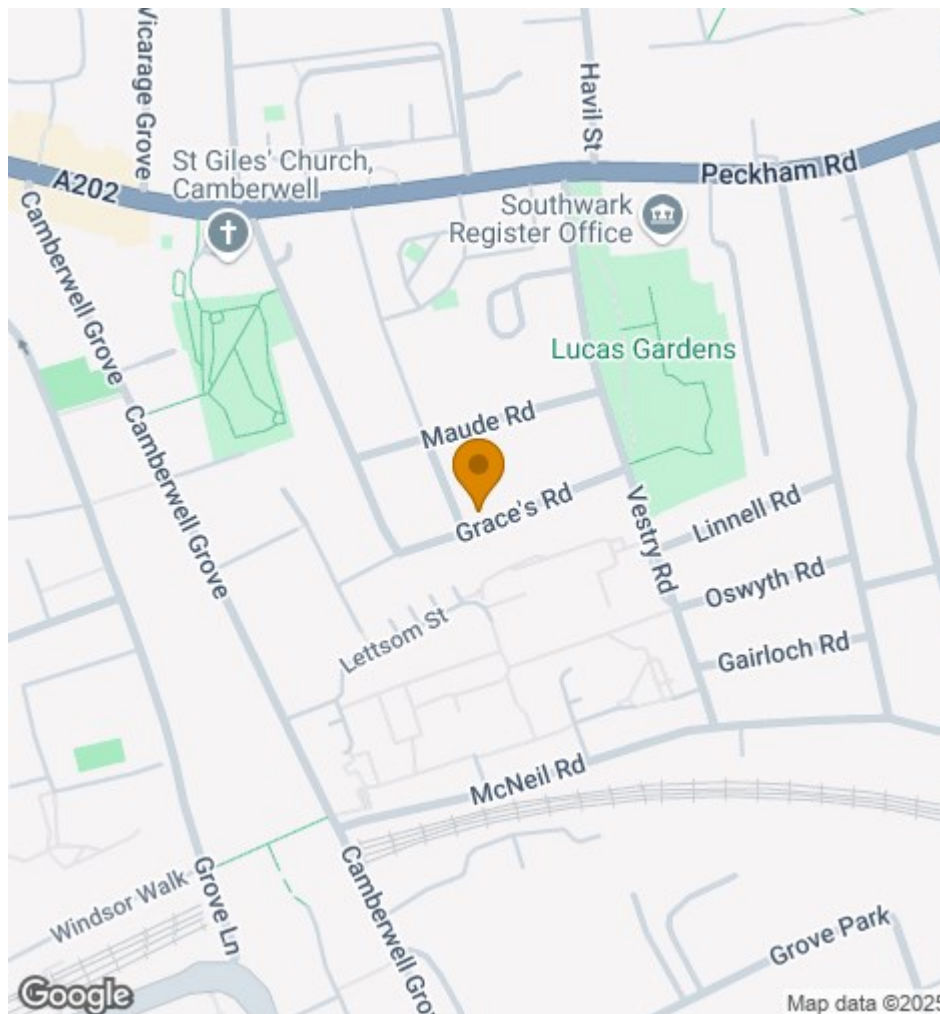 Vicarage Grove
Havil St
A202
St Giles' Church,
Camberwell
Peckham Rd
Southwark
Register Office
Camberwell Grove
Lucas Gardens
Maude Rd
Camberwell Grove
Grace's Rd
Vestry Rd
Linnell Rd
Oswyth Rd
Lettsom St
Gairloch Rd
McNeil Rd
Windsor Walk
Grove Ln
Camberwell Gro
Grove Park
Google
Map data ©2025